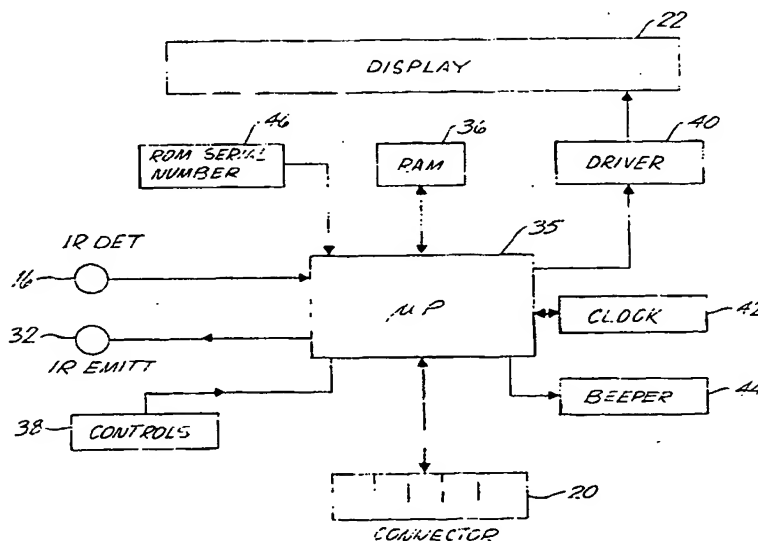 22
DISPLAY
46
36
40
ROM SERIAL
NUMBER
RAM
DRIVER
35
IR DET
16
μP
CLOCK
42
32
IR EMITT
BEEPER
44
38
CONTROLS
20
CONNECTOR